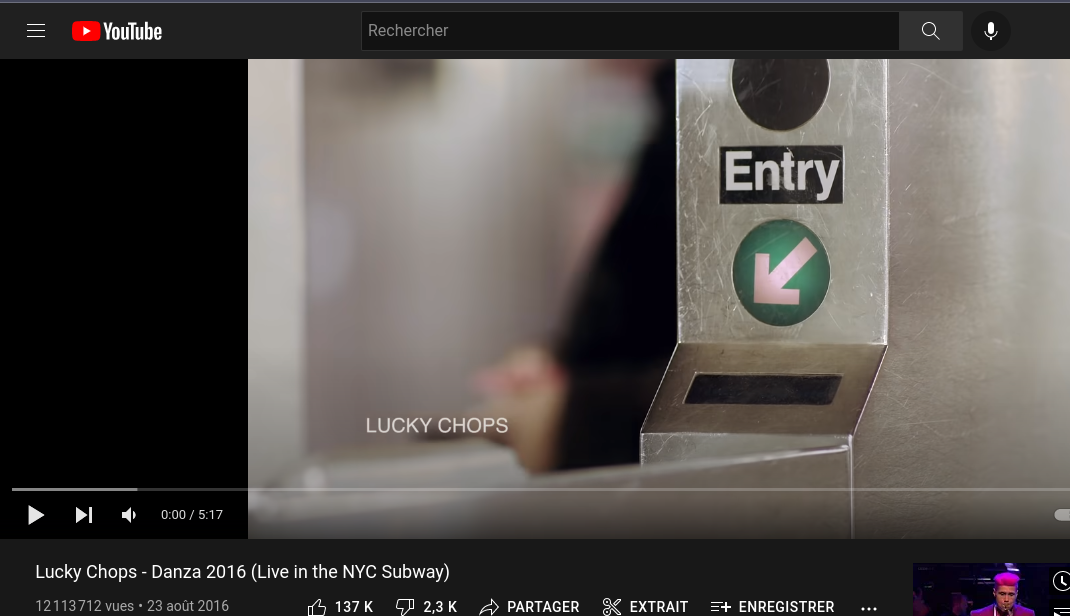 YouTube
Rechercher
Entry
LUCKY CHOPS
0:00 / 5:17
Lucky Chops - Danza 2016 (Live in the NYC Subway)
12 113 712 vues • 23 août 2016
137 K
2,3 K
PARTAGER
EXTRAIT
ENREGISTRER